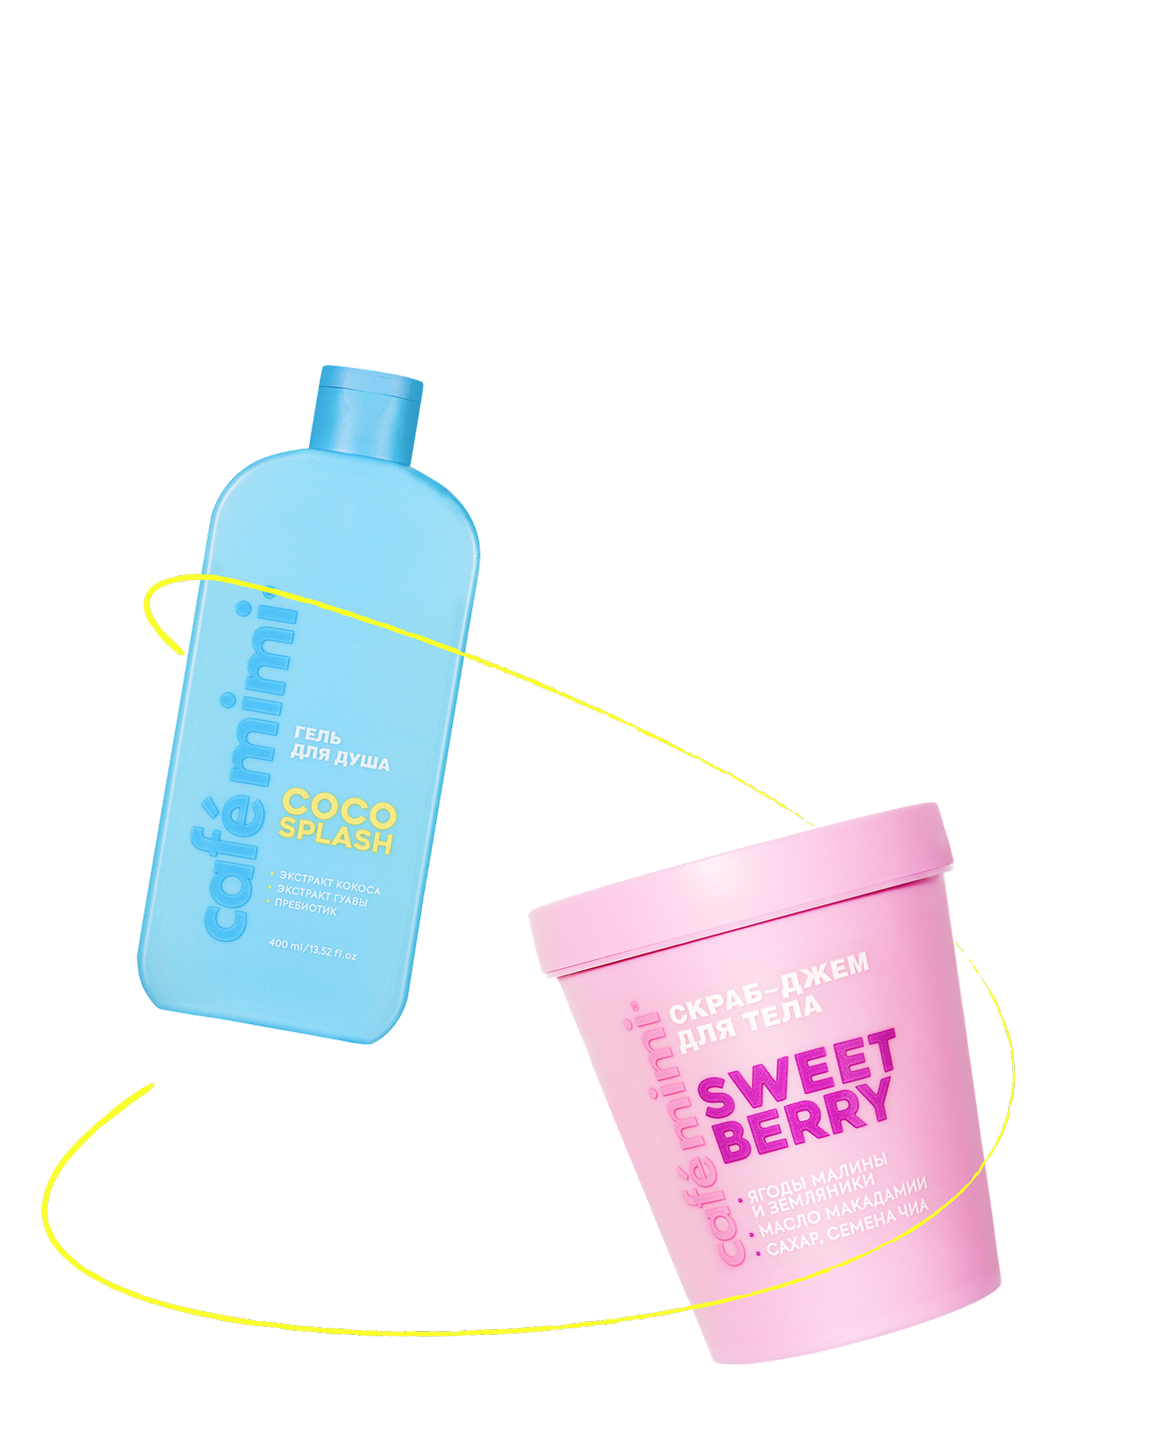 café mimi
ГЕЛЬ
ДЛЯ ДУША
COCO
SPLASH
• ЭКСТРАКТ КОКОСА
• ЭКСТРАКТ ГУАВЫ
• ПРЕБИОТИК
400 ml/13.52 fl.oz
café mimi®
СКРАБ-ДЖЕМ
ДЛЯ ТЕЛА
SWEET
BERRY
• ЯГОДЫ МАЛИНЫ
И ЗЕМЛЯНИКИ
• МАСЛО МАКАДАМИИ
• САХАР, СЕМЕНА ЧИА